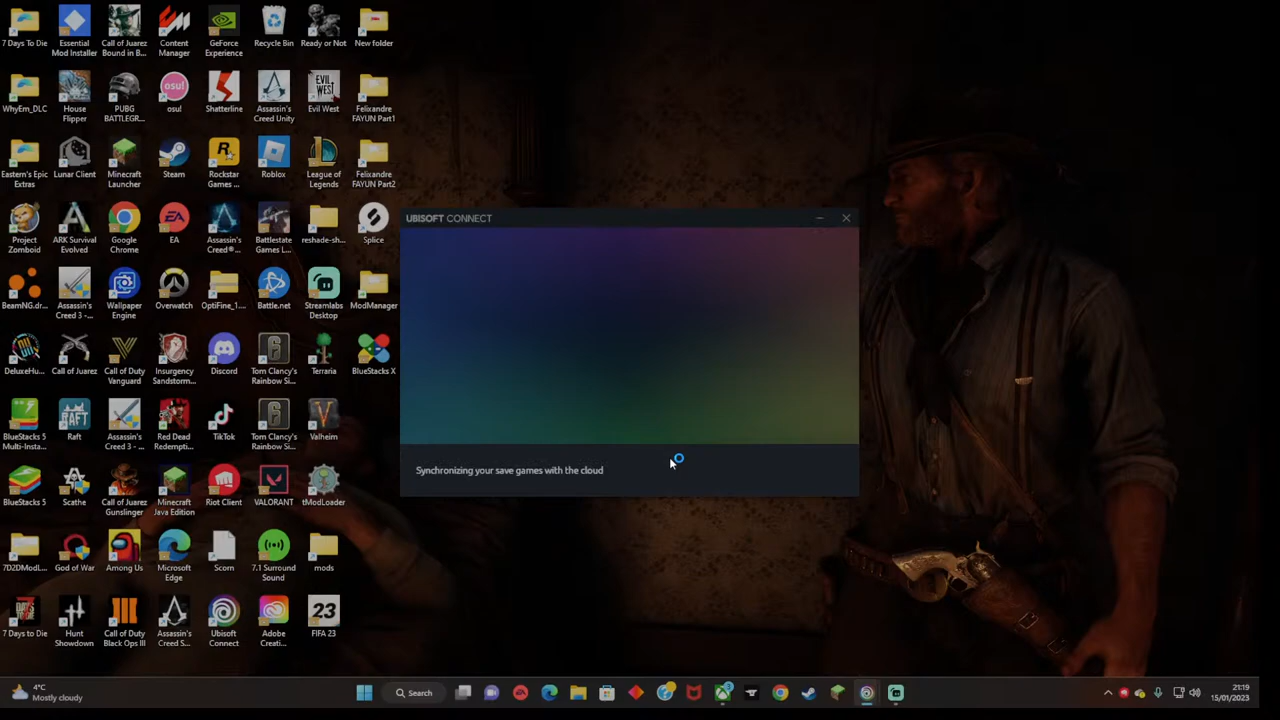 7 Days To Die
Essential
Mod Installer
Call of Juarez
Bound in B...
Content
Manager
GeForce
Experience
Recycle Bin
Ready or Not
New folder
WhyEm_DLC
House
Flipper
PUBG
BATTLEGR...
osu!
osu!
Shatterline
Assassin's
Creed Unity
EVIL
WEST
Evil West
Felixandre
FAYUN Part1
Eastern's Epic
Extras
Lunar Client
Minecraft
Launcher
Steam
Rockstar
Games ...
Roblox
League of
Legends
Felixandre
FAYUN Part2
Project
Zomboid
ARK Survival
Evolved
Google
Chrome
EA
EA
Assassin's
Creed®...
Battlestate
Games L...
reshade-sh...
Splice
UBISOFT CONNECT
BeamNG.dr...
Assassin's
Creed 3 - ...
Wallpaper
Engine
Overwatch
OptiFine_1...
Battle.net
Streamlabs
Desktop
ModManager
DeluxeHu...
Call of Juarez
Call of Duty
Vanguard
Insurgency
Sandstorm...
Discord
Tom Clancy's
Rainbow Si...
Terraria
BlueStacks X
BlueStacks 5
Multi-Insta...
RAFT
Raft
Assassin's
Creed 3 - ...
Red Dead
Redempti...
TikTok
Tom Clancy's
Rainbow Si...
Valheim
Synchronizing your save games with the cloud
BlueStacks 5
Scathe
Call of Juarez
Gunslinger
Minecraft
Java Edition
Riot Client
VALORANT
tModLoader
7D2DModL...
God of War
Among Us
Microsoft
Edge
Scorn
7.1 Surround
Sound
mods
7 Days to Die
Hunt
Showdown
Call of Duty
Black Ops III
Assassin's
Creed S...
Ubisoft
Connect
Adobe
Creati...
23
FIFA 23
4°C
Mostly cloudy
Search
21:19
15/01/2023